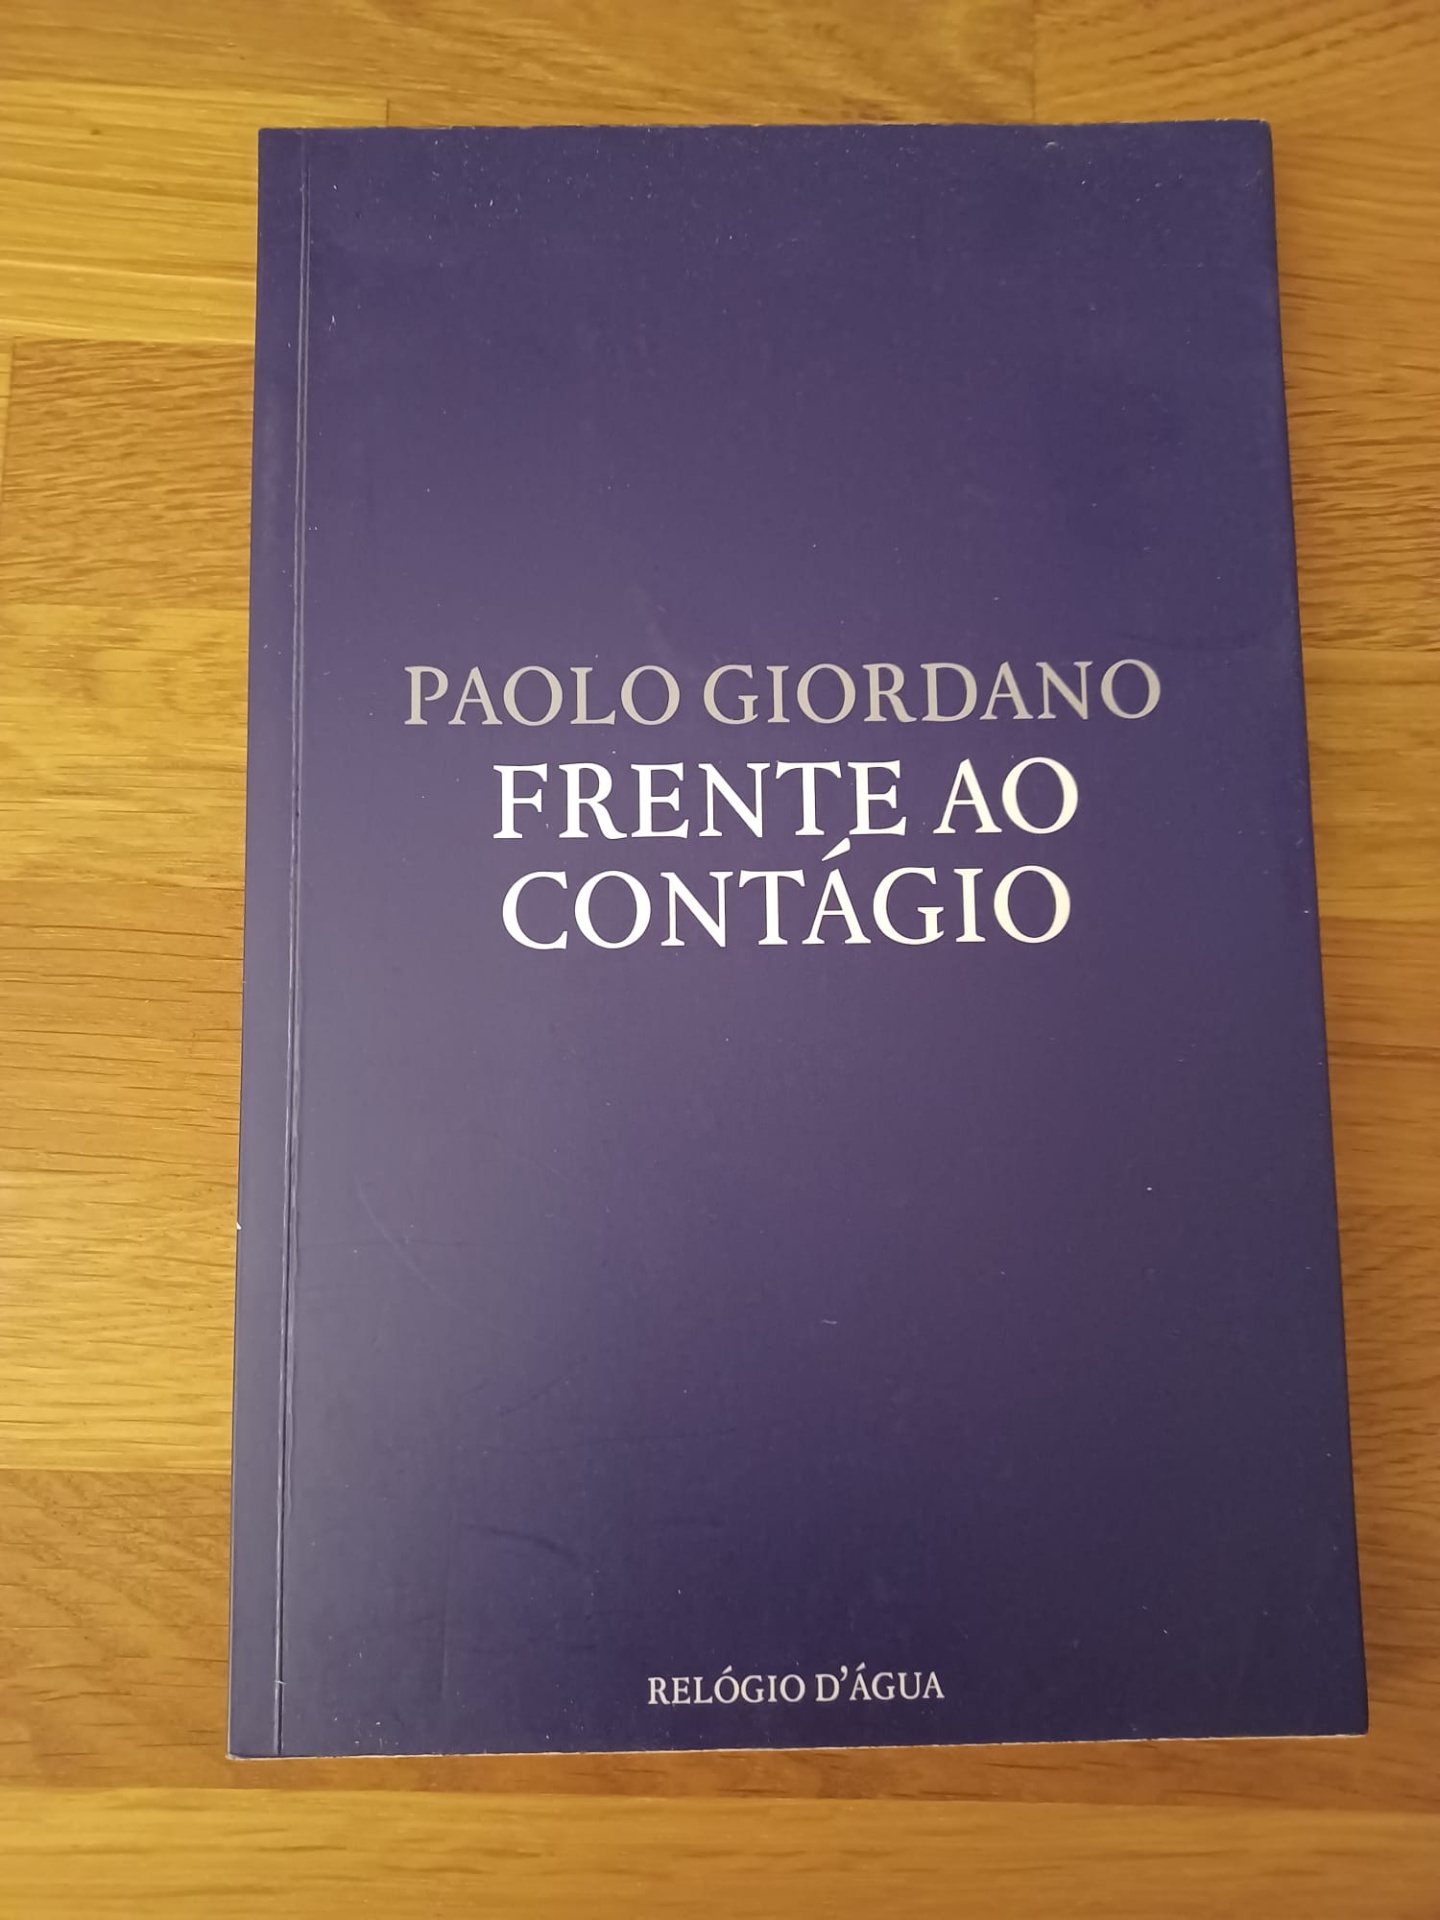 PAOLO GIORDANO
FRENTE AO
CONTÁGIO
RELÓGIO D'ÁGUA